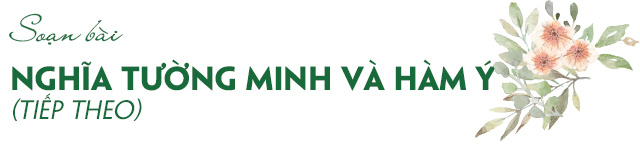 Soạn bài
NGHĨA TƯỜNG MINH VÀ HÀM Ý
(TIẾP THEO)